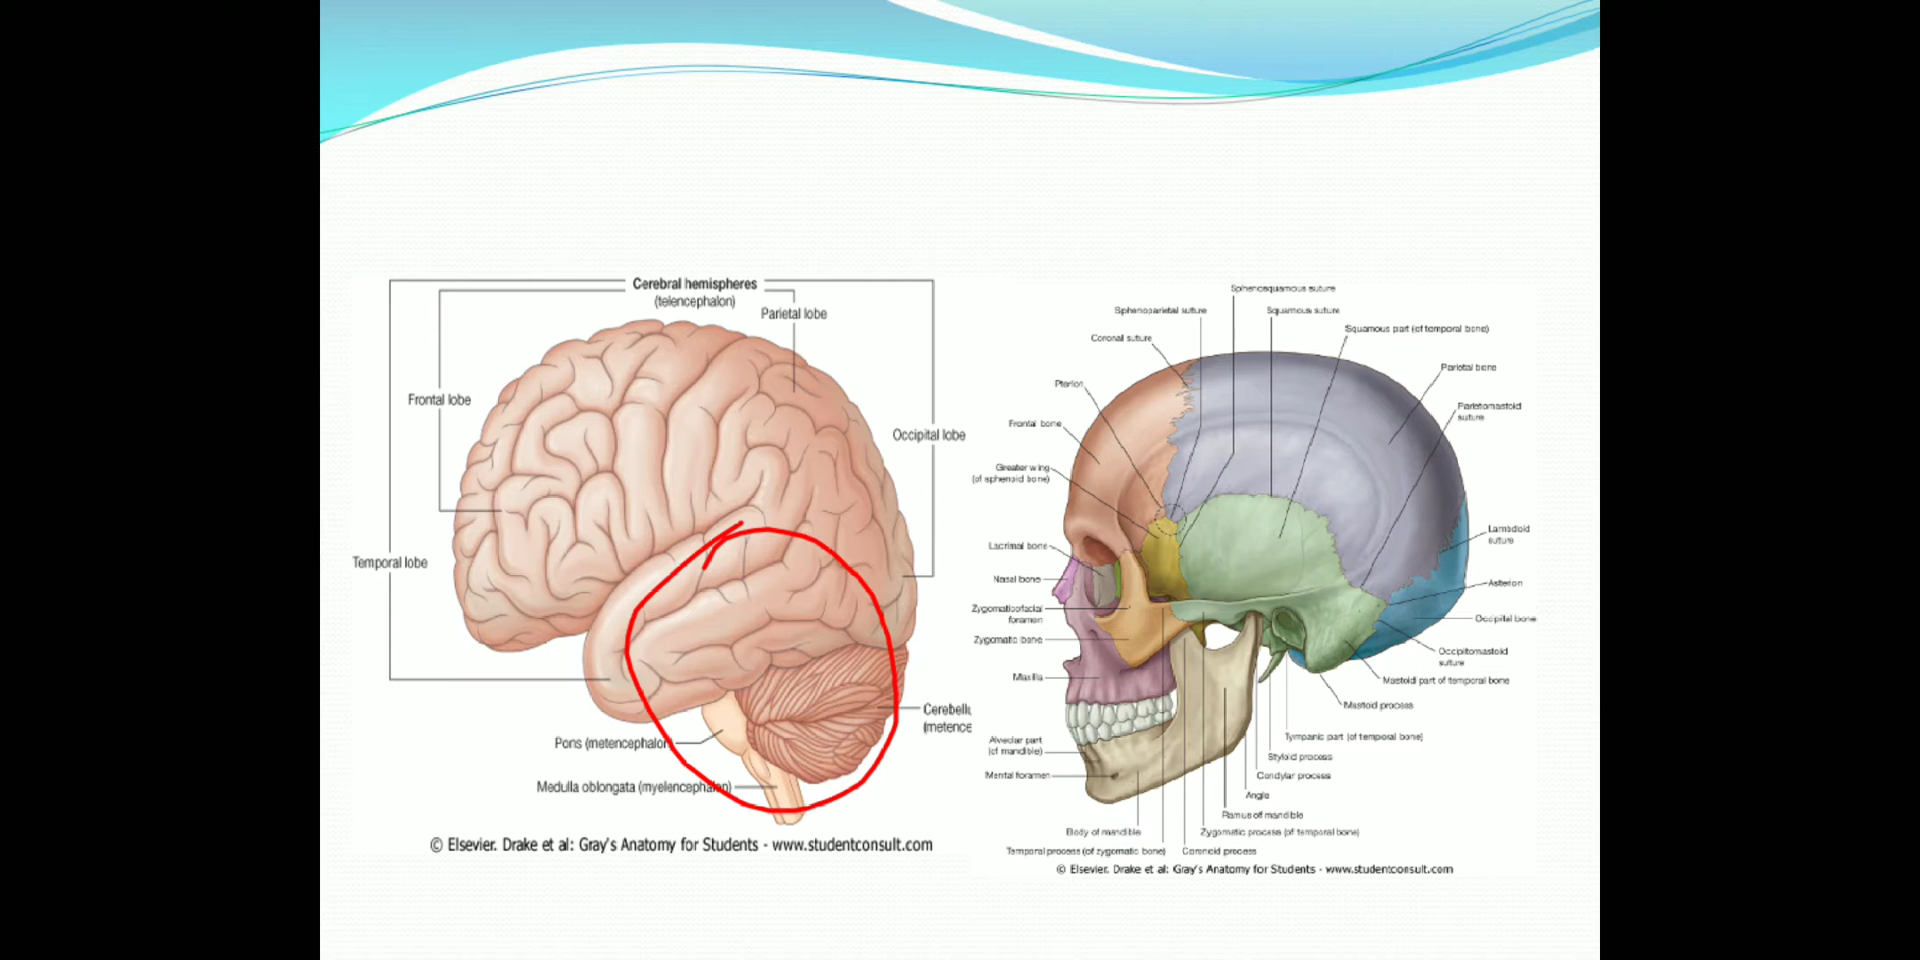 Cerebral hemispheres
(telencephalon)
Parietal lobe
Frontal lobe
Occipital lobe
Temporal lobe
Cerebellu
(metence
Pons (metencephalon
Medulla oblongata (myelencephalon)
© Elsevier. Drake et al: Gray's Anatomy for Students - www.studentconsult.com
Sphenosquamous suture
Sphenoparietal suture
Squamous suture
Squamous part (of temporal bone)
Coronal suture
Parietal bone
Pterion
Parietomastoid
suture
Frontal bone
Greater wing
(of sphenoid bone)
Lambdoid
suture
Lacrimal bone
Nasal bone
Asterion
Zygomaticofacial
foramen
Occipital bone
Zygomatic bone
Occipitomastoid
suture
Maxilla
Mastoid part of temporal bone
Mastoid process
Alveolar part
(of mandible)
Tympanic part (of temporal bone)
Styloid process
Mental foramen
Condylar process
Angle
Ramus of mandible
Body of mandible
Zygomatic process (of temporal bone)
Temporal process (of zygomatic bone)
Coronoid process
© Elsevier. Drake et al: Gray's Anatomy for Students - www.studentconsult.com